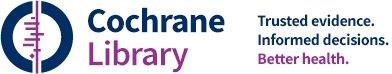 Cochrane
Library
Trusted evidence.
Informed decisions.
Better health.